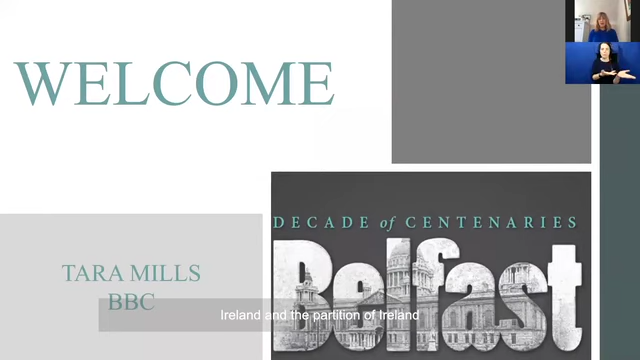 WELCOME
DECADE of CENTENARIES
Belfast
TARA MILLS
BBC
Ireland and the partition of Ireland